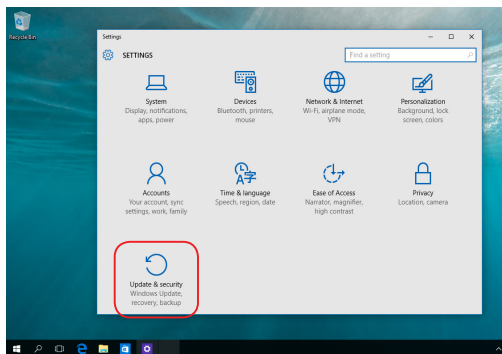 Recycle Bin
Settings
SETTINGS
Find a setting
System
Display, notifications,
apps, power
Devices
Bluetooth, printers,
mouse
Network & Internet
Wi-Fi, airplane mode,
VPN
Personalization
Background, lock
screen, colors
Accounts
Your account, sync
settings, work, family
Time & language
Speech, region, date
Ease of Access
Narrator, magnifier,
high contrast
Privacy
Location, camera
Update & security
Windows Update,
recovery, backup